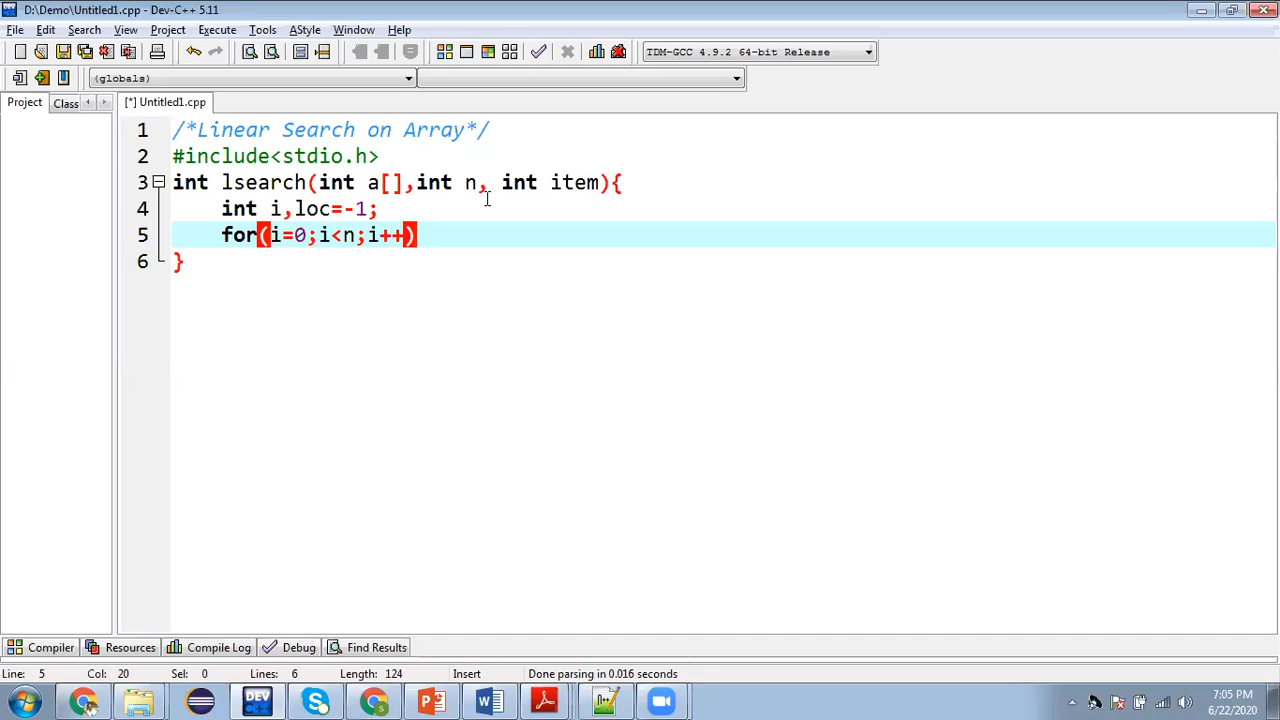 D:\Demo\Untitled1.cpp - Dev-C++ 5.11
File Edit Search View Project Execute Tools AStyle Window Help
TDM-GCC 4.9.2 64-bit Release
(globals)
Project Class [*] Untitled1.cpp
1 /*Linear Search on Array*/
2 #include<stdio.h>
3 int lsearch(int a[],int n, int item){
4 int i,loc=-1;
5 for(i=0;i<n;i++)
6 }
Compiler Resources Compile Log Debug Find Results
Line: 5 Col: 20 Sel: 0 Lines: 6 Length: 124 Insert Done parsing in 0.016 seconds
DEV C++
7:05 PM
6/22/2020